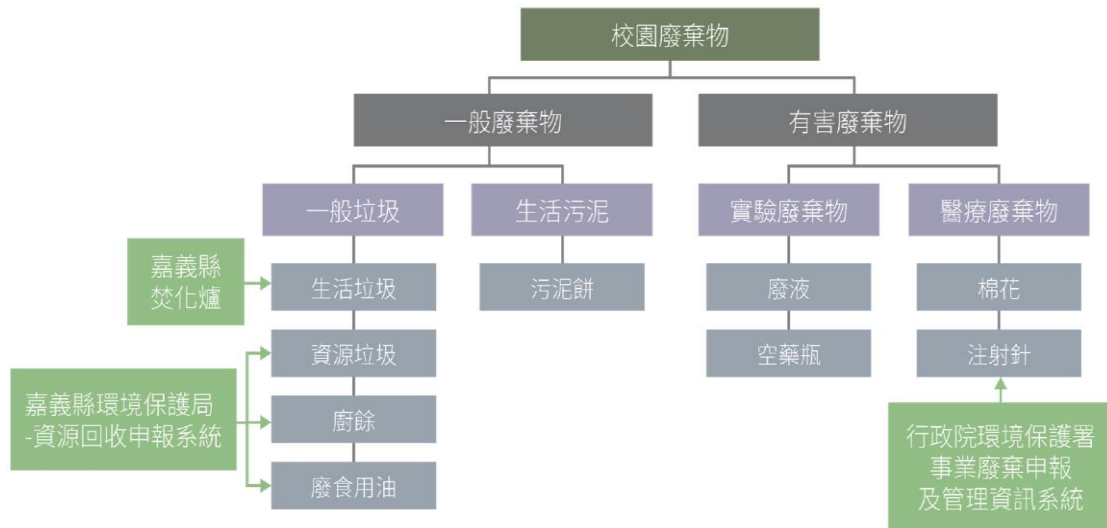 校園廢棄物
一般廢棄物
有害廢棄物
一般垃圾
生活污泥
實驗廢棄物
醫療廢棄物
嘉義縣
焚化爐
生活垃圾
污泥餅
廢液
棉花
資源垃圾
空藥瓶
注射針
嘉義縣環境保護局
-資源回收申報系統
廚餘
廢食用油
行政院環境保護署
事業廢棄申報
及管理資訊系統